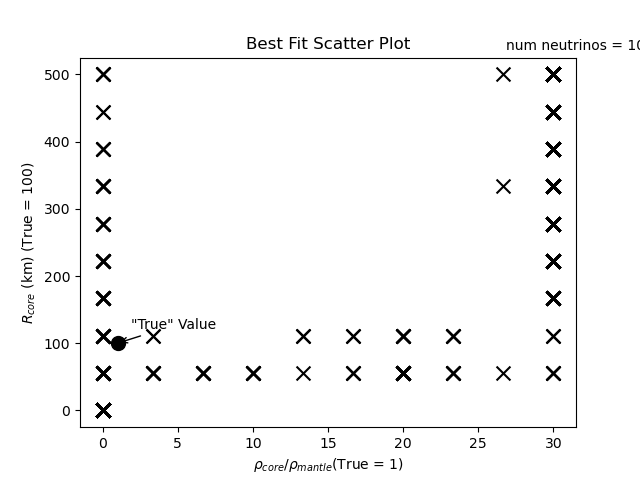 Best Fit Scatter Plot
num neutrinos = 10
R_core (km) (True = 100)
500
400
300
200
100
0
"True" Value
0 5 10 15 20 25 30
ρ_core/ρ_mantle(True = 1)